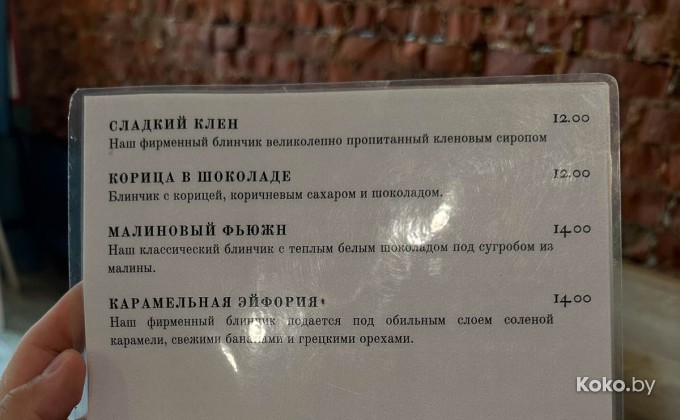 СЛАДКИЙ КЛЕН 12.00
Наш фирменный блинчик великолепно пропитанный кленовым сиропом
КОРИЦА В ШОКОЛАДЕ 12.00
Блинчик с корицей, коричневым сахаром и шоколадом.
МАЛИНОВЫЙ ФЬЮЖН 14.00
Наш классический блинчик с теплым белым шоколадом под сугробом из
малины.
КАРАМЕЛЬНАЯ ЭЙФОРИЯ 14.00
Наш фирменный блинчик подается под обильным слоем соленой
карамели, свежими бананами и грецкими орехами.
Koko.by